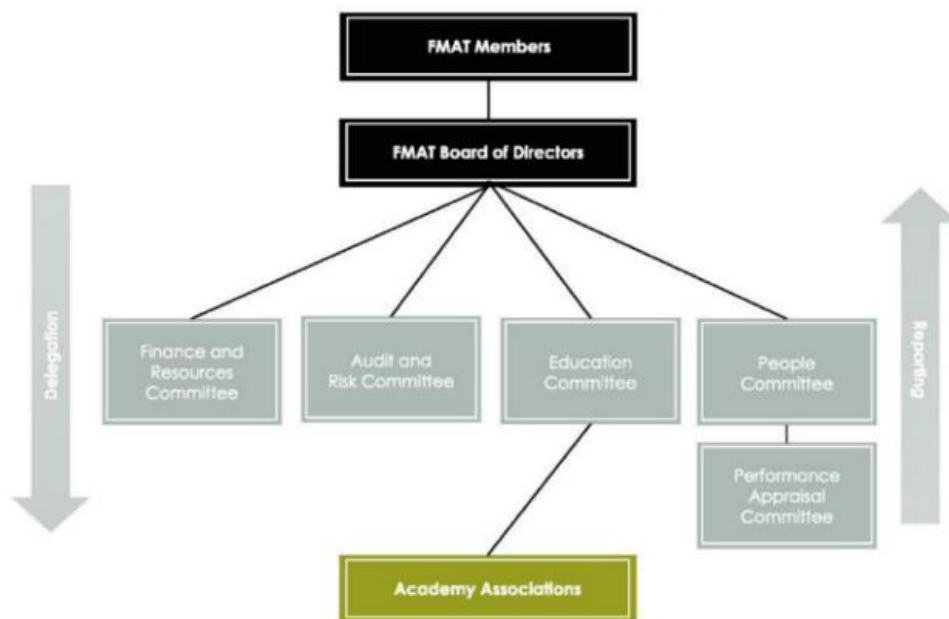 FMAT Members
FMAT Board of Directors
Delegation
Reporting
Finance and
Resources
Committee
Audit and
Risk Committee
Education
Committee
People
Committee
Performance
Appraisal
Committee
Academy Associations